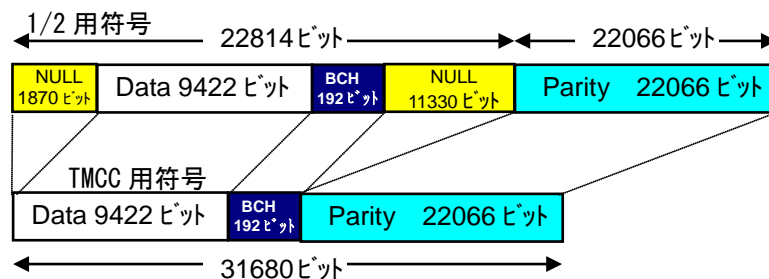 1/2 用符号
22814ビット
22066ビット
NULL
1870 ビット
Data 9422 ビット
BCH
192 ビット
NULL
11330 ビット
Parity 22066 ビット
TMCC 用符号
Data 9422 ビット
BCH
192 ビット
Parity 22066 ビット
31680ビット